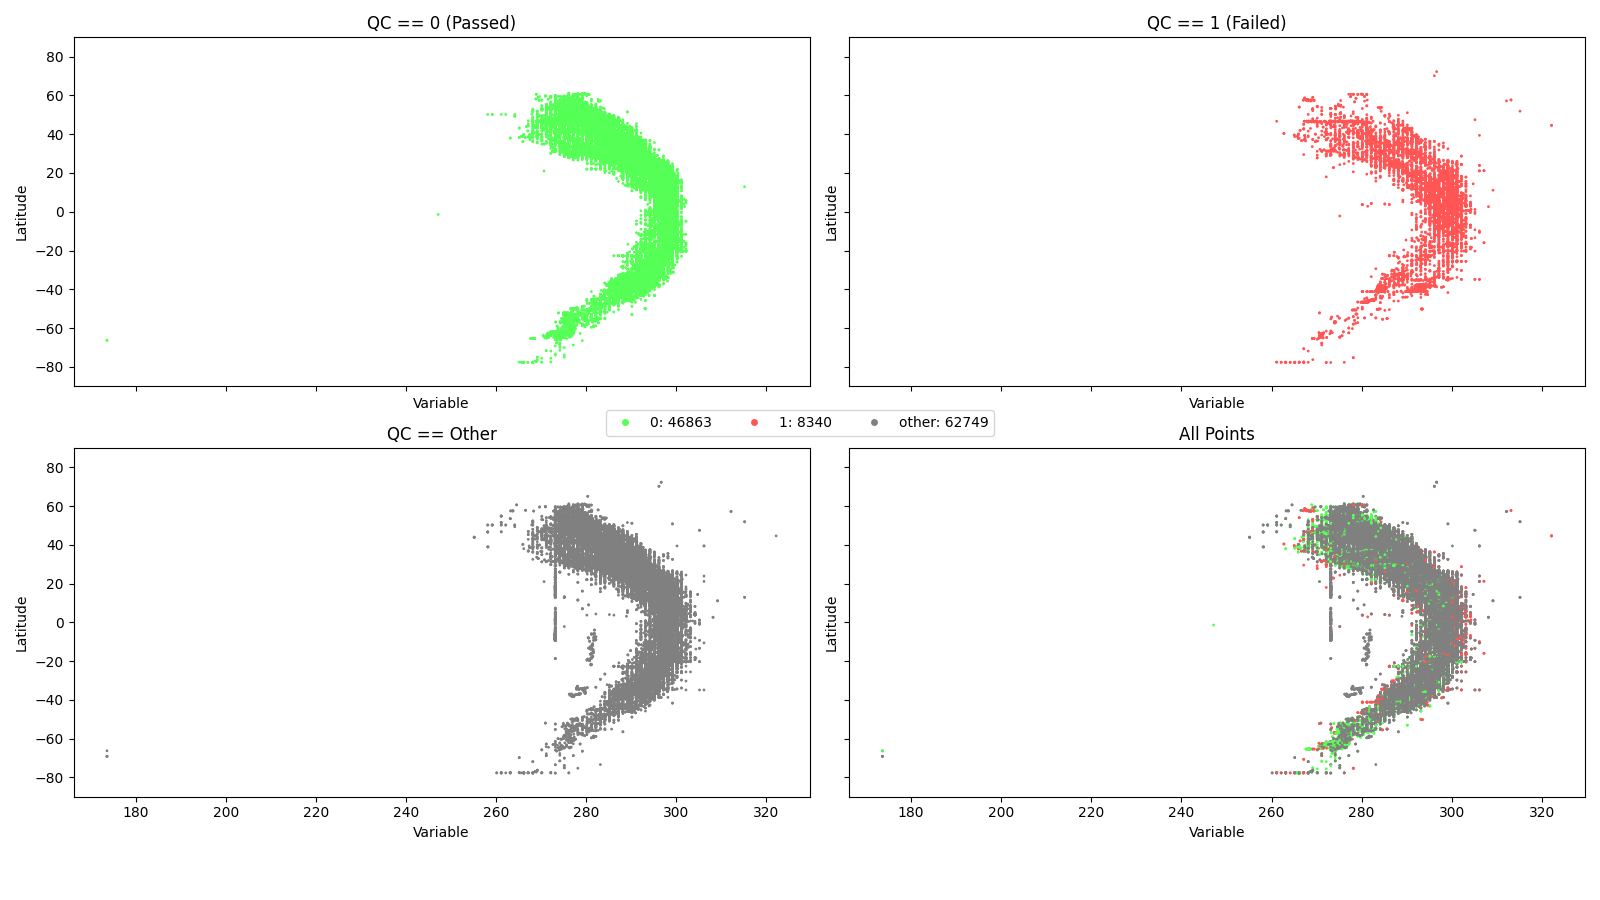 QC == 0 (Passed)
QC == 1 (Failed)
80
60
40
20
0
−20
−40
−60
−80
Latitude
Latitude
Variable
Variable
0: 46863 1: 8340 other: 62749
QC == Other
All Points
80
60
40
20
0
−20
−40
−60
−80
Latitude
Latitude
180 200 220 240 260 280 300 320
180 200 220 240 260 280 300 320
Variable
Variable